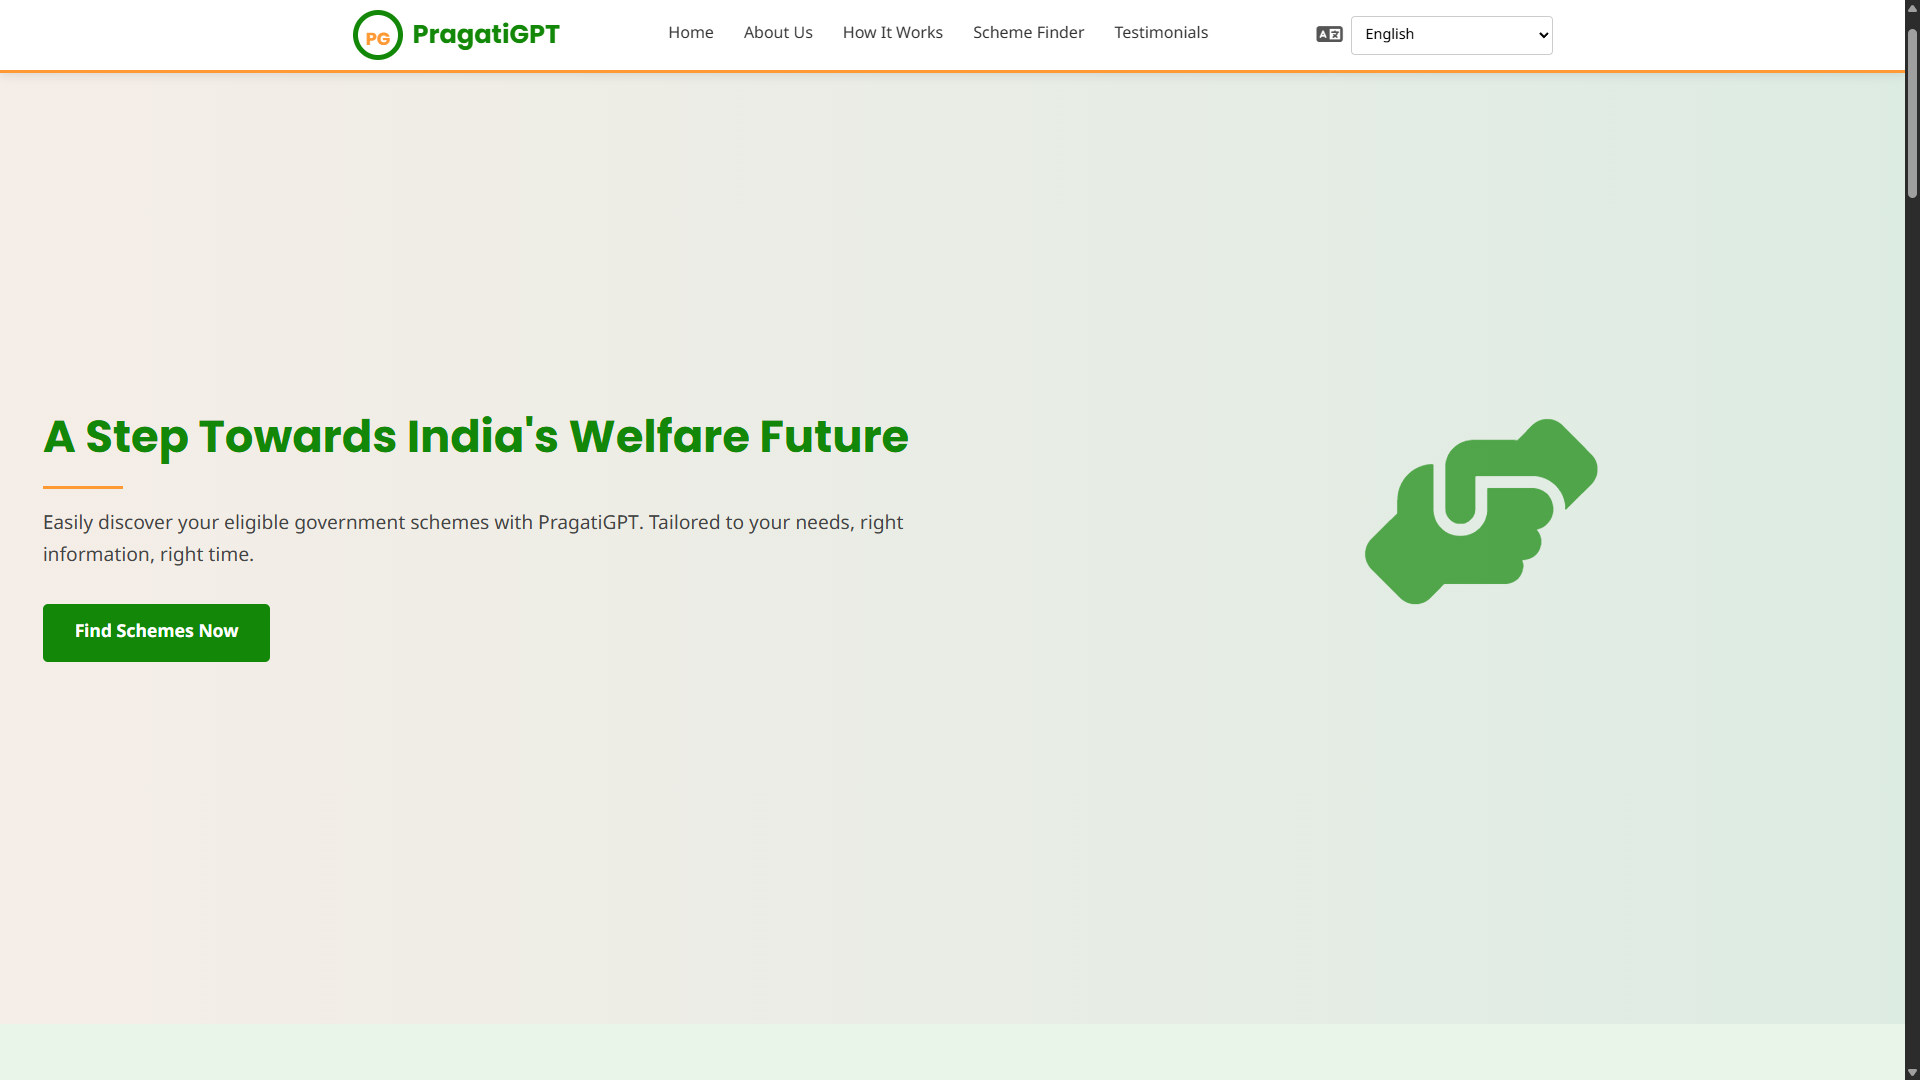 PG
PragatiGPT
Home
About Us
How It Works
Scheme Finder
Testimonials
English
A Step Towards India's Welfare Future
Easily discover your eligible government schemes with PragatiGPT. Tailored to your needs, right
information, right time.
Find Schemes Now